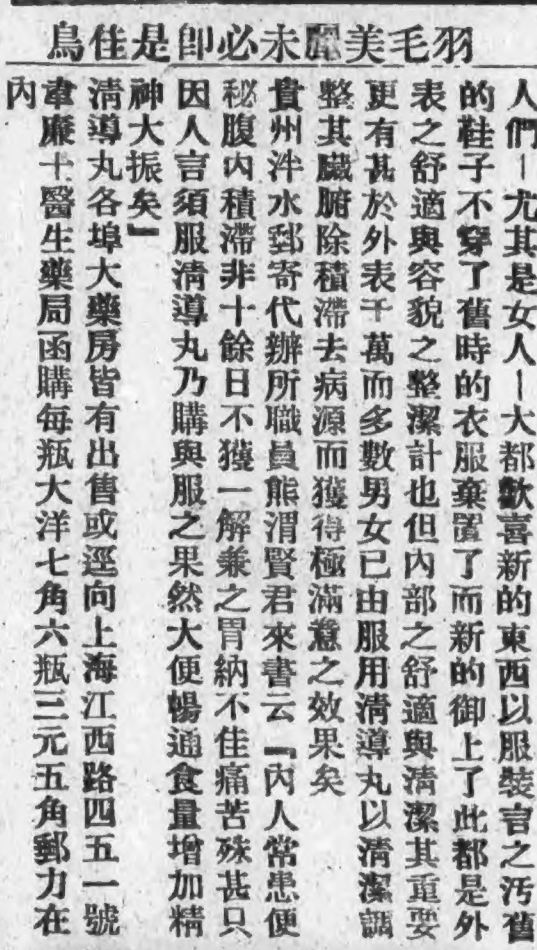 羽毛美麗未必卽是佳鳥
人們—尤其是女人—大都歡喜新的東西以服裝言之汚舊
的鞋子不穿了舊時的衣服棄置了而新的御上了此都是外
表之舒適與容貌之整潔計也但內部之舒適與清潔其重要
更有甚於外表千萬而多數男女已由服用清導丸以清潔調
整其臟腑除積滯去病源而獲得極滿意之效果矣
貴州泮水郵寄代辦所職員熊渭賢君來書云『內人常患便
秘腹內積滯非十餘日不獲一解兼之胃納不佳痛苦殊甚只
因人言須服清導丸乃購與服之果然大便暢通食量增加精
神大振矣』
清導丸各埠大藥房皆有出售或逕向上海江西路四五一號
韋廉士醫生藥局函購每瓶大洋七角六瓶三元五角郵力在
內